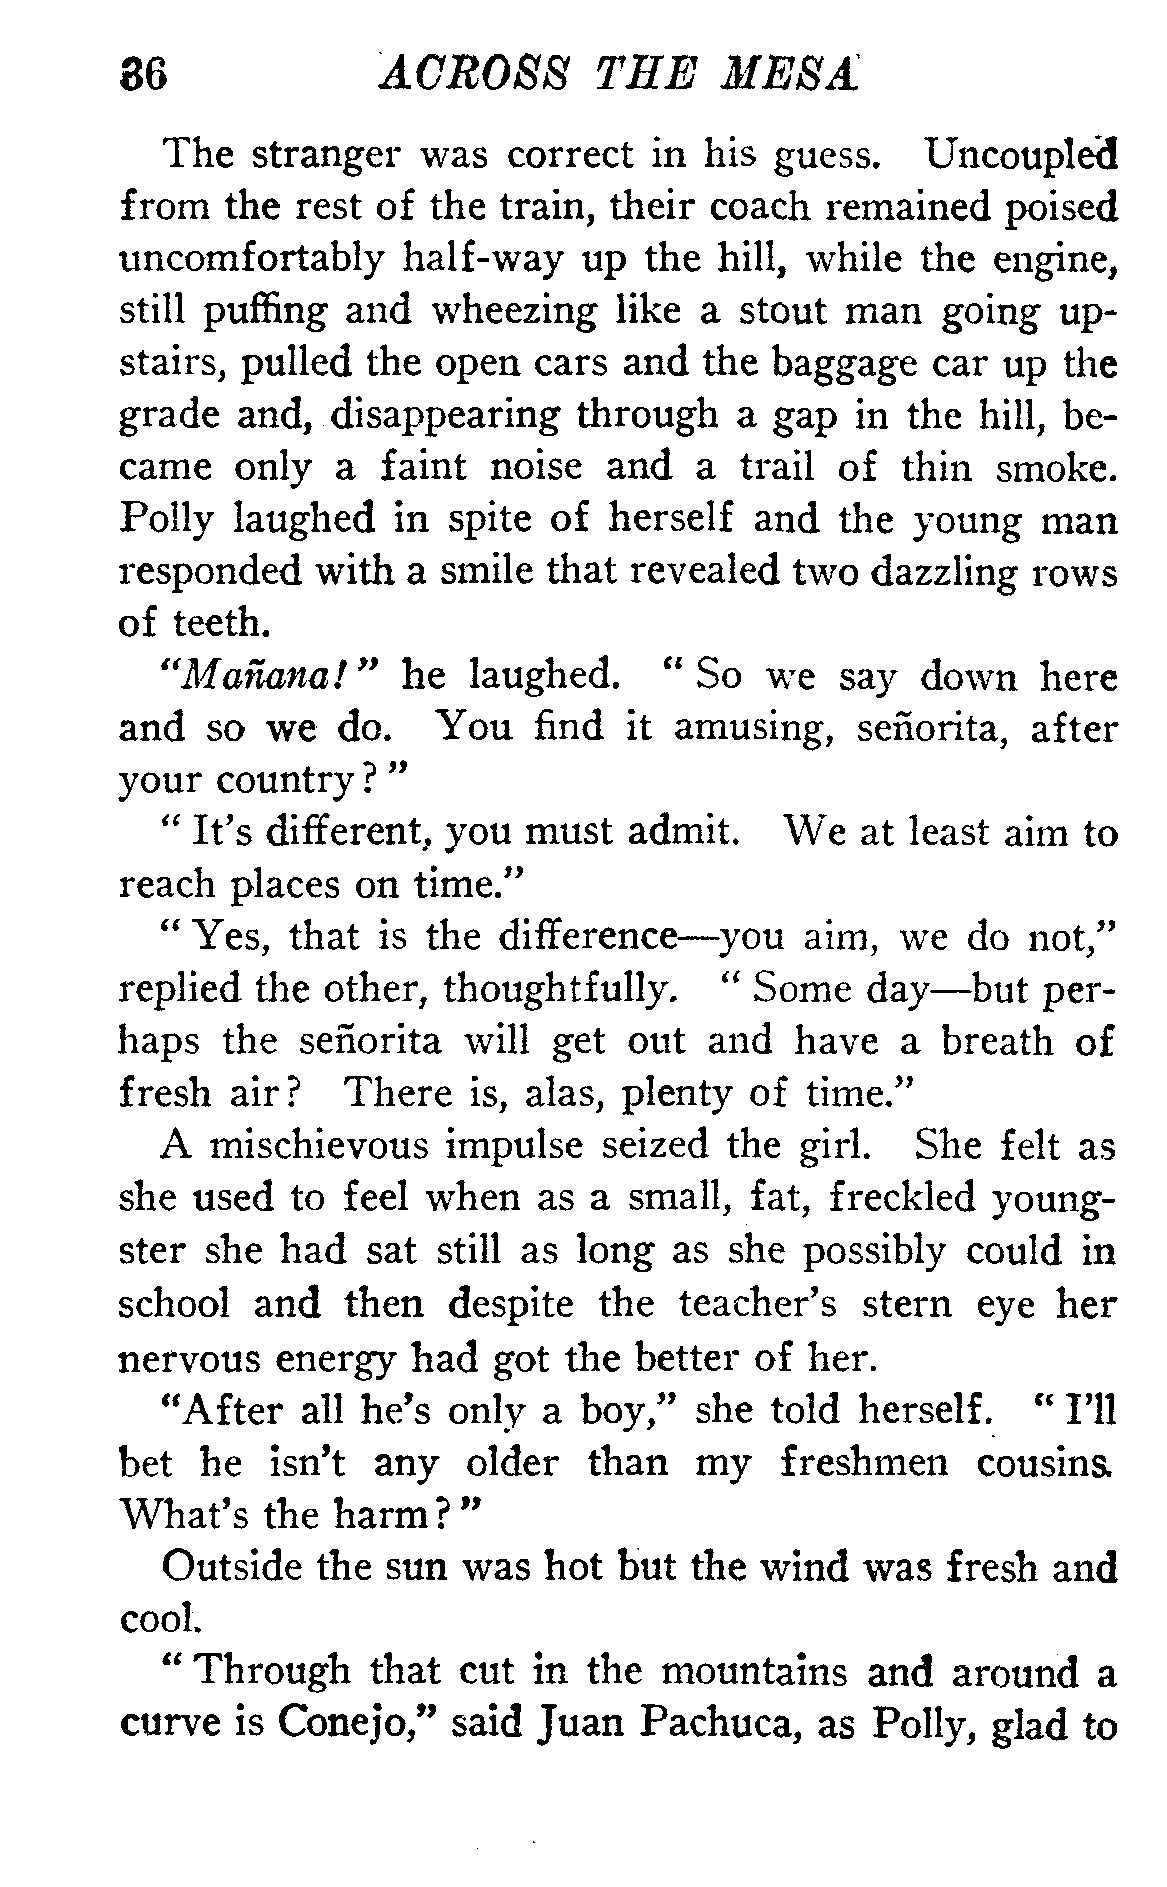 36 ACROSS THE MESA
The stranger was correct in his guess. Uncoupled
from the rest of the train, their coach remained poised
uncomfortably half-way up the hill, while the engine,
still puffing and wheezing like a stout man going up-
stairs, pulled the open cars and the baggage car up the
grade and, disappearing through a gap in the hill, be-
came only a faint noise and a trail of thin smoke.
Polly laughed in spite of herself and the young man
responded with a smile that revealed two dazzling rows
of teeth.
"Mañana!" he laughed. "So we say down here
and so we do. You find it amusing, señorita, after
your country?"
"It's different, you must admit. We at least aim to
reach places on time."
"Yes, that is the difference—you aim, we do not,"
replied the other, thoughtfully. "Some day—but per-
haps the señorita will get out and have a breath of
fresh air? There is, alas, plenty of time."
A mischievous impulse seized the girl. She felt as
she used to feel when as a small, fat, freckled young-
ster she had sat still as long as she possibly could in
school and then despite the teacher's stern eye her
nervous energy had got the better of her.
"After all he's only a boy," she told herself. "I'll
bet he isn't any older than my freshmen cousins.
What's the harm?"
Outside the sun was hot but the wind was fresh and
cool.
"Through that cut in the mountains and around a
curve is Conejo," said Juan Pachuca, as Polly, glad to